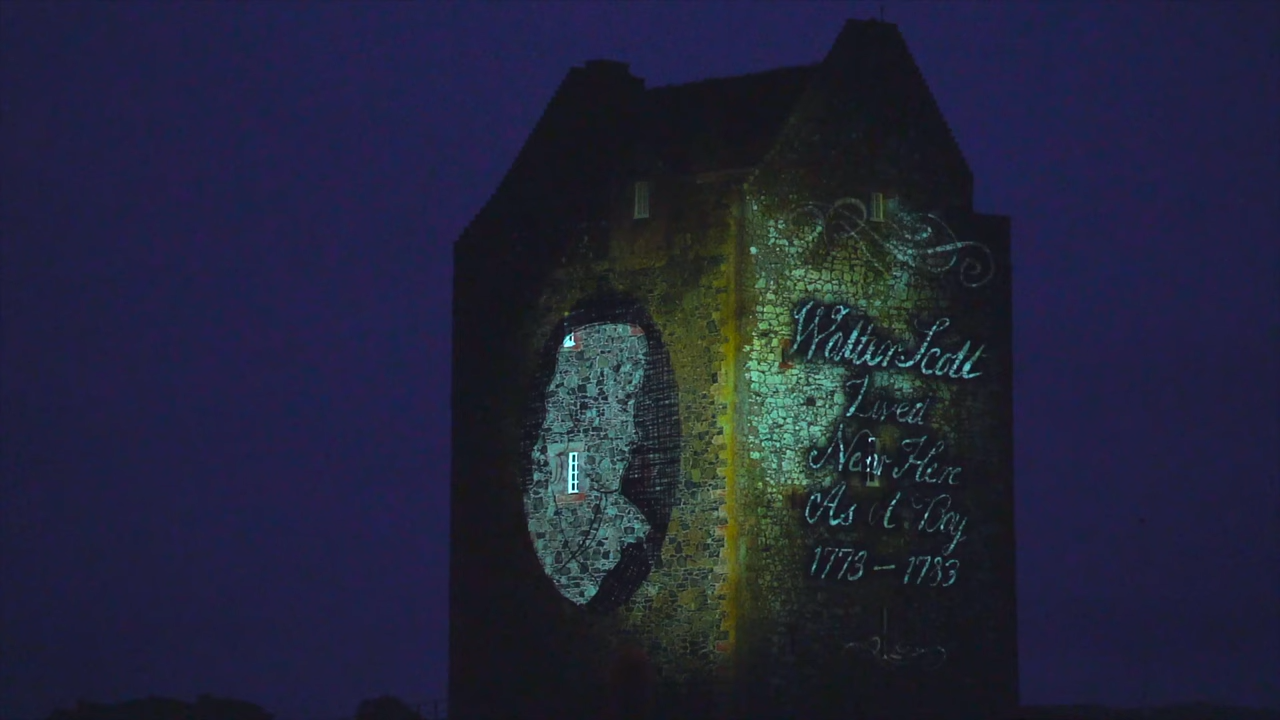 Walter Scott
Lived
Near Here
As A Boy
1773 – 1783